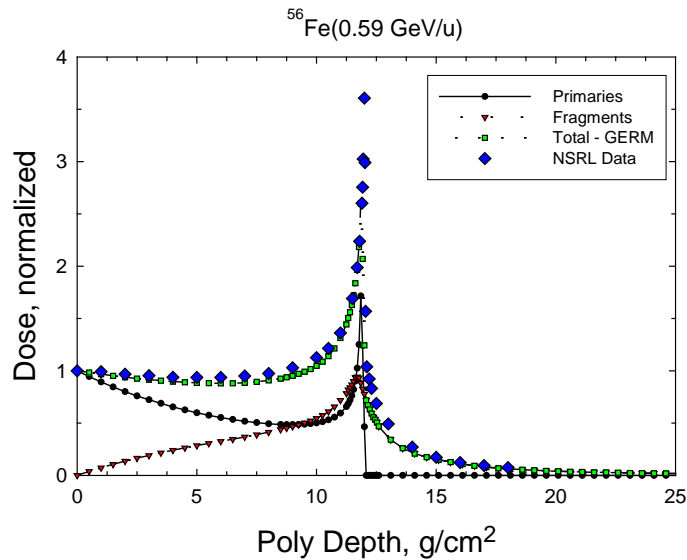 ⁵⁶Fe(0.59 GeV/u)
4
3
2
1
0
Dose, normalized
Primaries
Fragments
Total - GERM
NSRL Data
0 5 10 15 20 25
Poly Depth, g/cm²